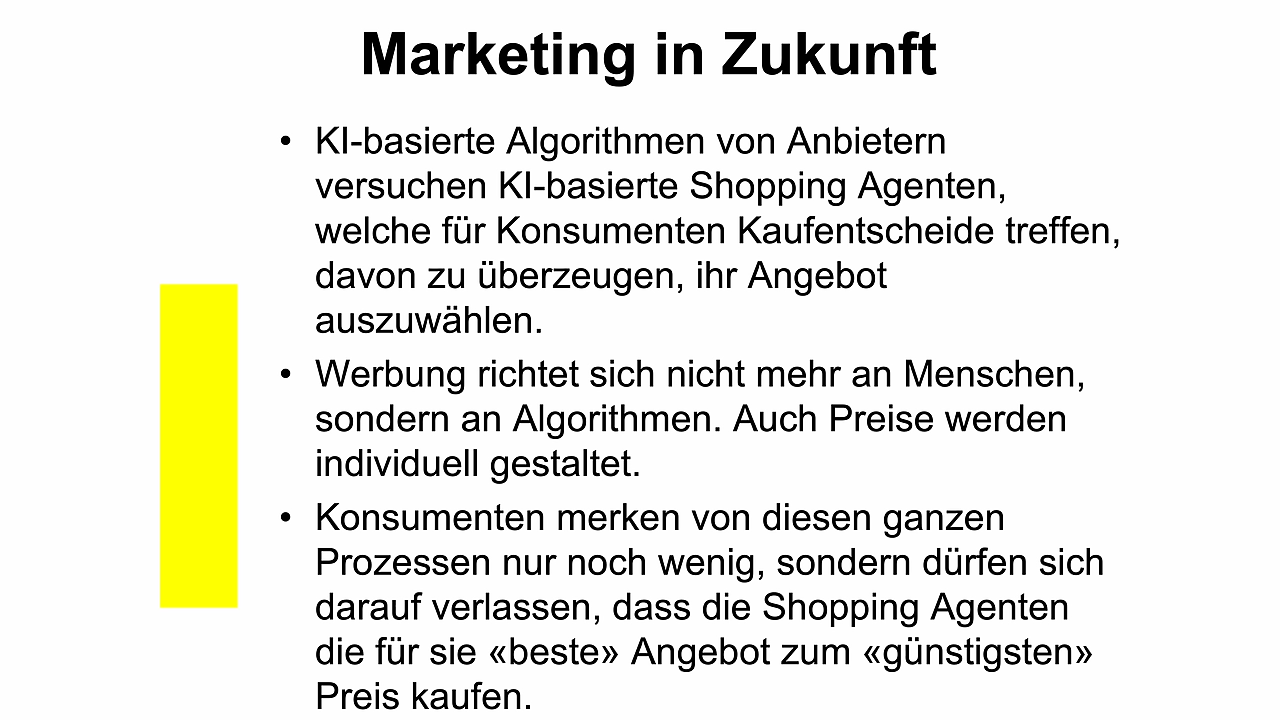 Marketing in Zukunft
• KI-basierte Algorithmen von Anbietern
versuchen KI-basierte Shopping Agenten,
welche für Konsumenten Kaufentscheide treffen,
davon zu überzeugen, ihr Angebot
auszuwählen.
• Werbung richtet sich nicht mehr an Menschen,
sondern an Algorithmen. Auch Preise werden
individuell gestaltet.
• Konsumenten merken von diesen ganzen
Prozessen nur noch wenig, sondern dürfen sich
darauf verlassen, dass die Shopping Agenten
die für sie «beste» Angebot zum «günstigsten»
Preis kaufen.